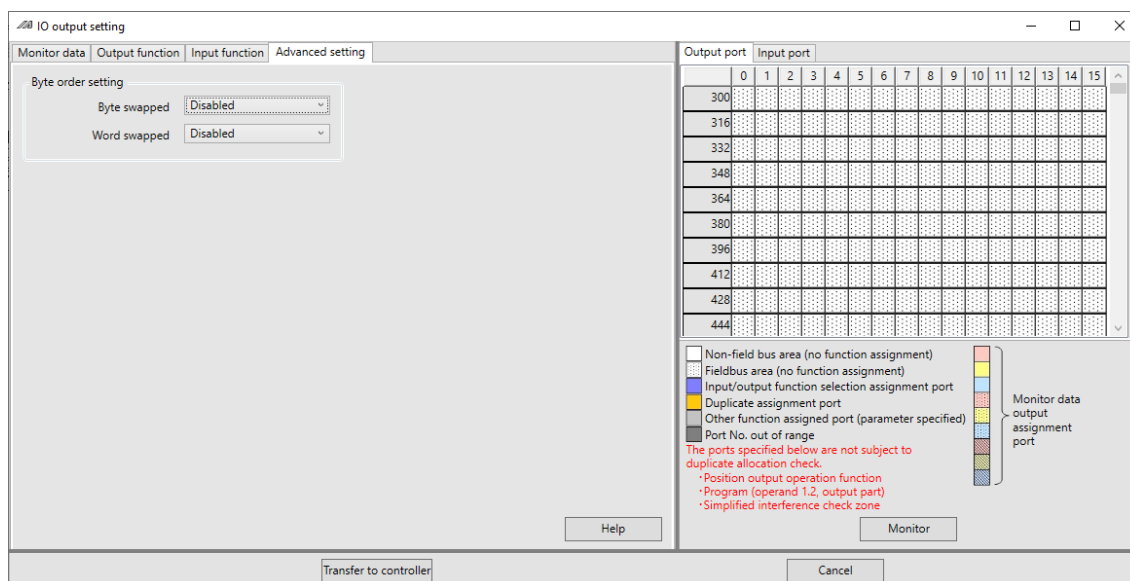 IO output setting
Monitor data Output function Input function Advanced setting
Byte order setting
Byte swapped Disabled
Word swapped Disabled
Help
Output port Input port
0 1 2 3 4 5 6 7 8 9 10 11 12 13 14 15
300
316
332
348
364
380
396
412
428
444
Non-field bus area (no function assignment)
Fieldbus area (no function assignment)
Input/output function selection assignment port
Duplicate assignment port
Other function assigned port (parameter specified)
Port No. out of range
Monitor data
output
assignment
port
The ports specified below are not subject to
duplicate allocation check.
・Position output operation function
・Program (operand 1.2, output part)
・Simplified interference check zone
Monitor
Transfer to controller Cancel